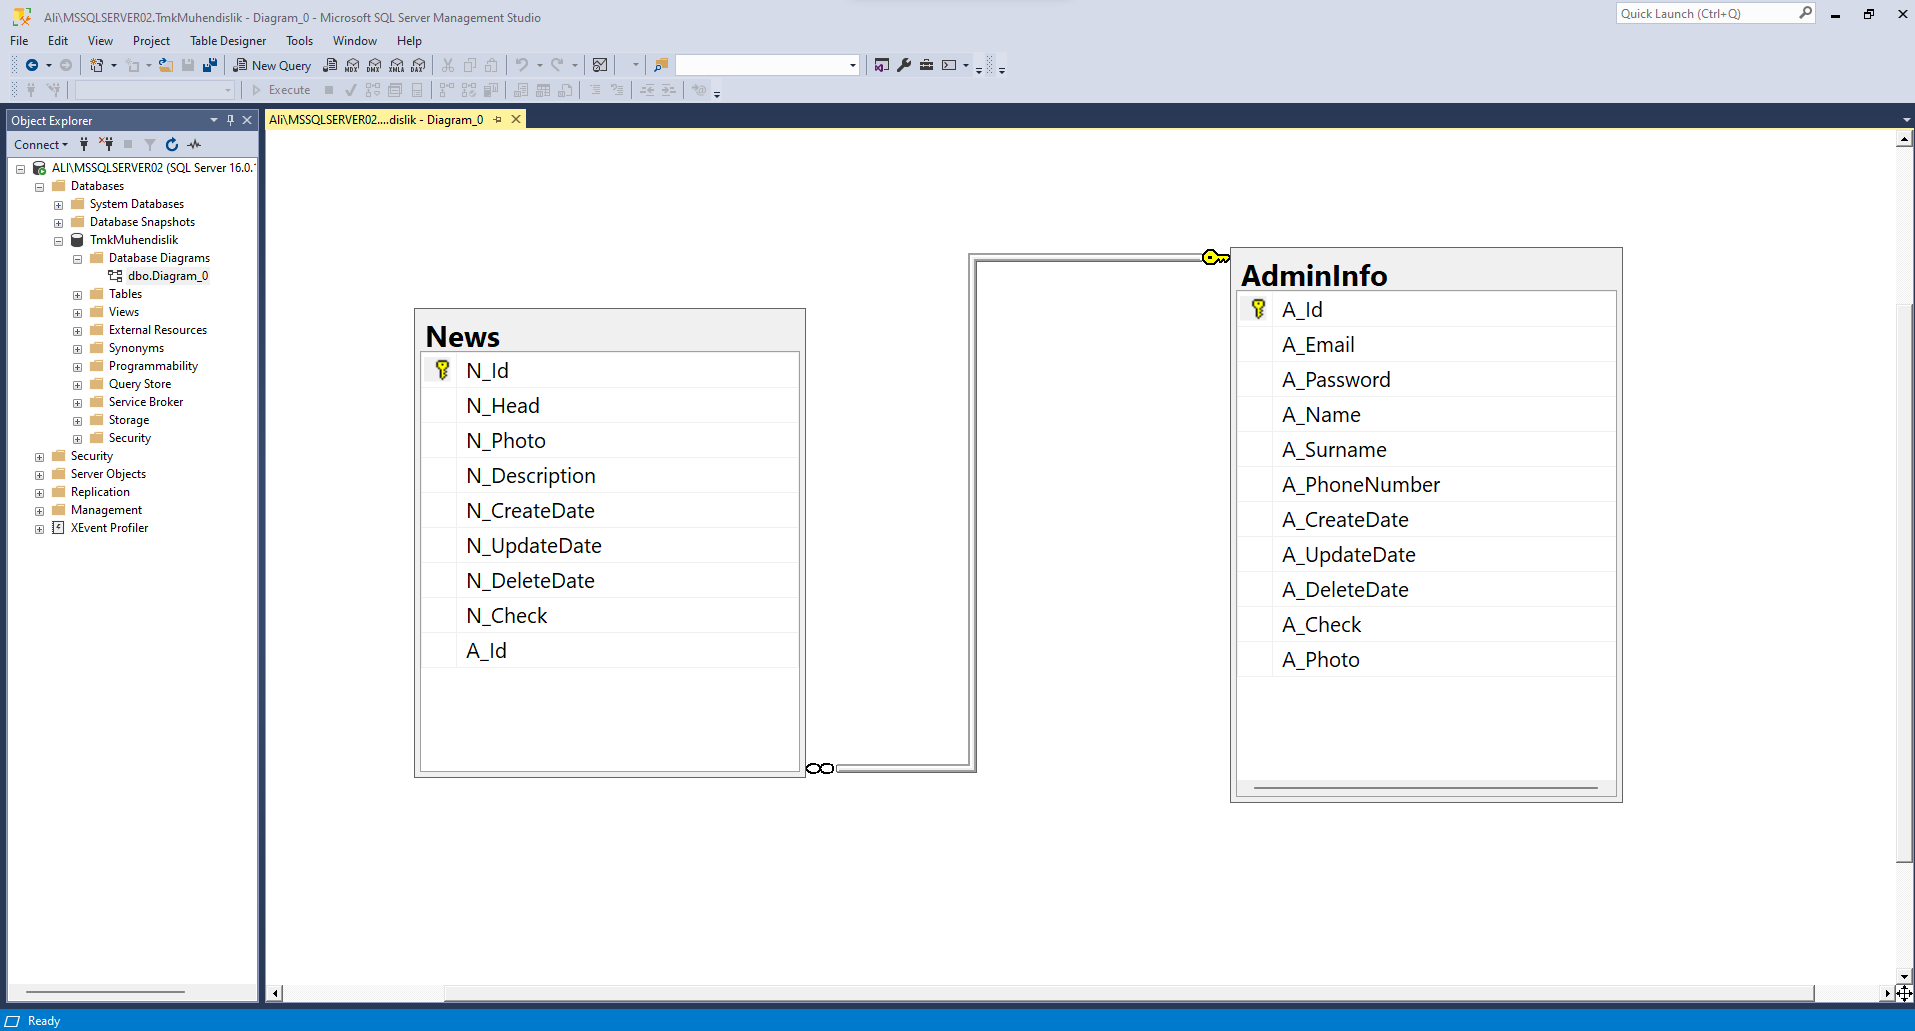 Ali\MSSQLSERVER02.TmkMuhendislik - Diagram_0 - Microsoft SQL Server Management Studio
Quick Launch (Ctrl+Q)
File Edit View Project Table Designer Tools Window Help
New Query MDX DMX XMLA DAX
Execute
Object Explorer
Ali\MSSQLSERVER02....dislik - Diagram_0
Connect
ALI\MSSQLSERVER02 (SQL Server 16.0.
Databases
System Databases
Database Snapshots
TmkMuhendislik
Database Diagrams
dbo.Diagram_0
Tables
Views
External Resources
Synonyms
Programmability
Query Store
Service Broker
Storage
Security
Security
Server Objects
Replication
Management
XEvent Profiler
News
N_Id
N_Head
N_Photo
N_Description
N_CreateDate
N_UpdateDate
N_DeleteDate
N_Check
A_Id
AdminInfo
A_Id
A_Email
A_Password
A_Name
A_Surname
A_PhoneNumber
A_CreateDate
A_UpdateDate
A_DeleteDate
A_Check
A_Photo
Ready